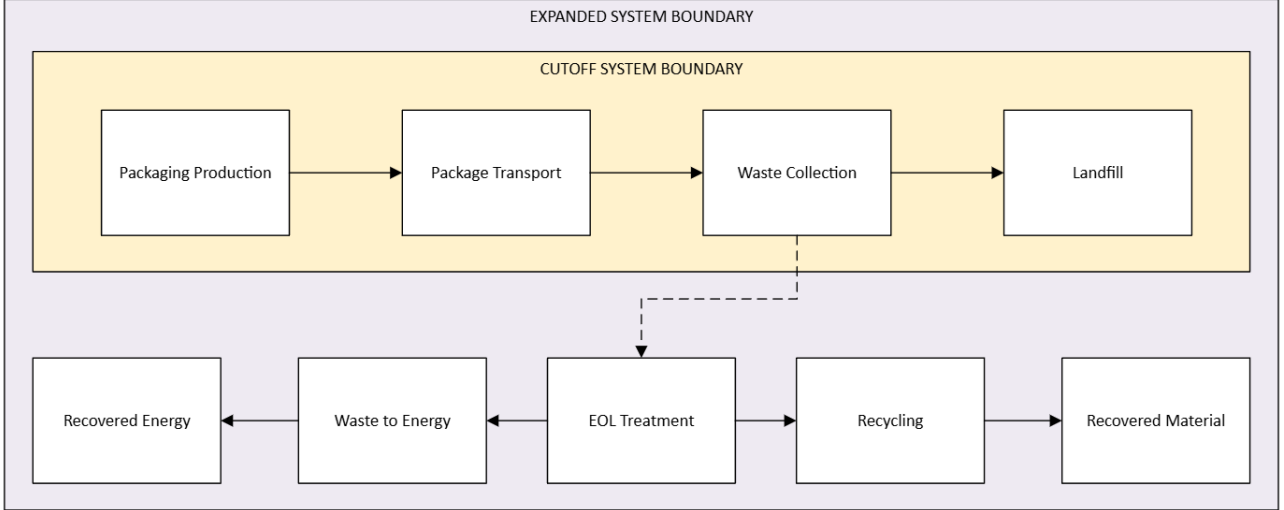 EXPANDED SYSTEM BOUNDARY
CUTOFF SYSTEM BOUNDARY
Packaging Production
Package Transport
Waste Collection
Landfill
Recovered Energy
Waste to Energy
EOL Treatment
Recycling
Recovered Material